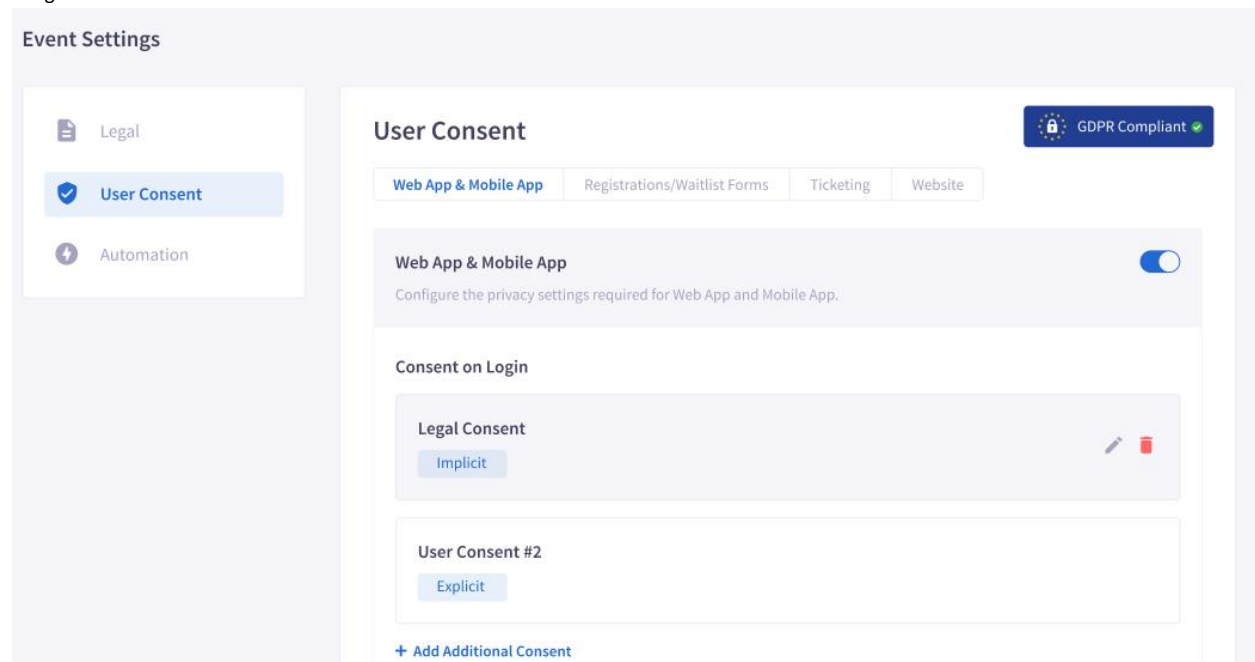 Event Settings
Legal
User Consent
Automation
User Consent
GDPR Compliant
Web App & Mobile App
Registrations/Waitlist Forms
Ticketing
Website
Web App & Mobile App
Configure the privacy settings required for Web App and Mobile App.
Consent on Login
Legal Consent
Implicit
User Consent #2
Explicit
+ Add Additional Consent